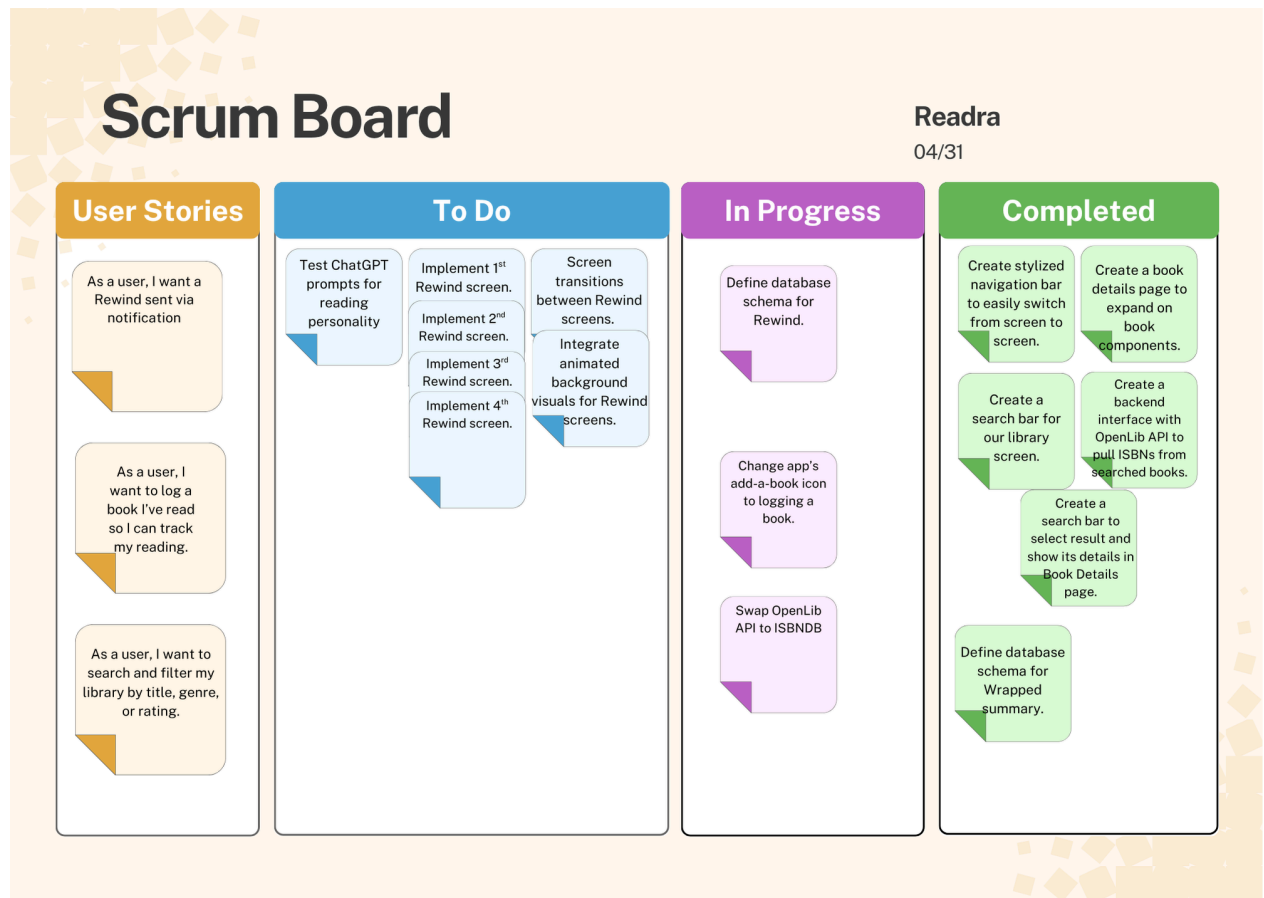 Scrum Board
Readra
04/31
User Stories
As a user, I want a
Rewind sent via
notification
As a user, I
want to log a
book I've read
so I can track
my reading.
As a user, I want to
search and filter my
library by title, genre,
or rating.
To Do
Test ChatGPT
prompts for
reading
personality
Implement 1st
Rewind screen.
Implement 2nd
Rewind screen.
Implement 3rd
Rewind screen.
Implement 4th
Rewind screen.
Screen
transitions
between Rewind
screens.
Integrate
animated
background
visuals for Rewind
screens.
In Progress
Define database
schema for
Rewind.
Change app's
add-a-book icon
to logging a
book.
Swap OpenLib
API to ISBNDB
Completed
Create stylized
navigation bar
to easily switch
from screen to
screen.
Create a book
details page to
expand on
book
components.
Create a
search bar for
our library
screen.
Create a
backend
interface with
OpenLib API to
pull ISBNs from
searched books.
Create a
search bar to
select result and
show its details in
Book Details
page.
Define database
schema for
Wrapped
summary.